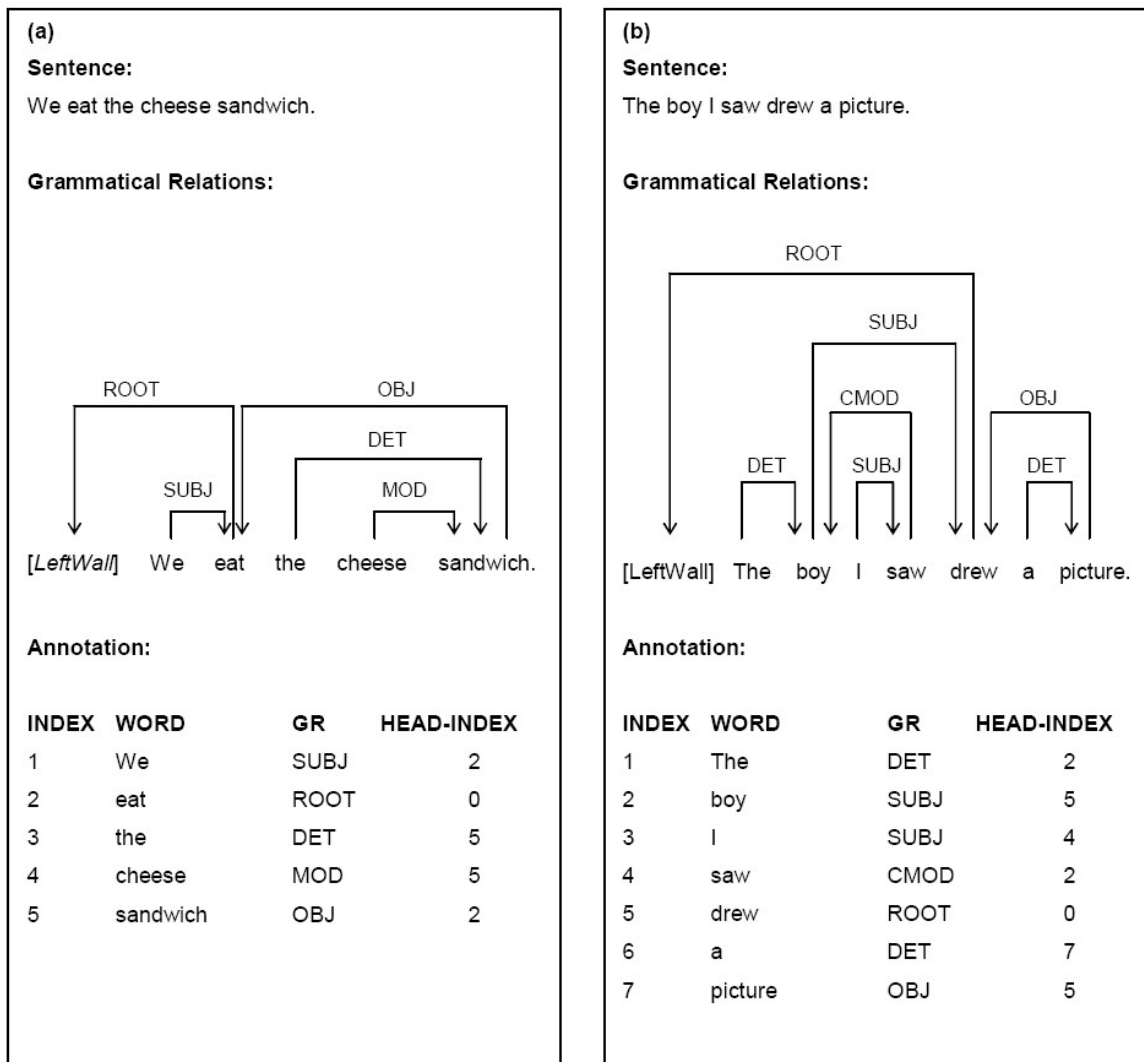 (a)
Sentence:
We eat the cheese sandwich.
Grammatical Relations:
ROOT OBJ
DET
SUBJ MOD
[LeftWall] We eat the cheese sandwich.
Annotation:
INDEX WORD GR HEAD-INDEX
1 We SUBJ 2
2 eat ROOT 0
3 the DET 5
4 cheese MOD 5
5 sandwich OBJ 2
(b)
Sentence:
The boy I saw drew a picture.
Grammatical Relations:
ROOT
SUBJ
CMOD OBJ
DET SUBJ DET
[LeftWall] The boy I saw drew a picture.
Annotation:
INDEX WORD GR HEAD-INDEX
1 The DET 2
2 boy SUBJ 5
3 I SUBJ 4
4 saw CMOD 2
5 drew ROOT 0
6 a DET 7
7 picture OBJ 5